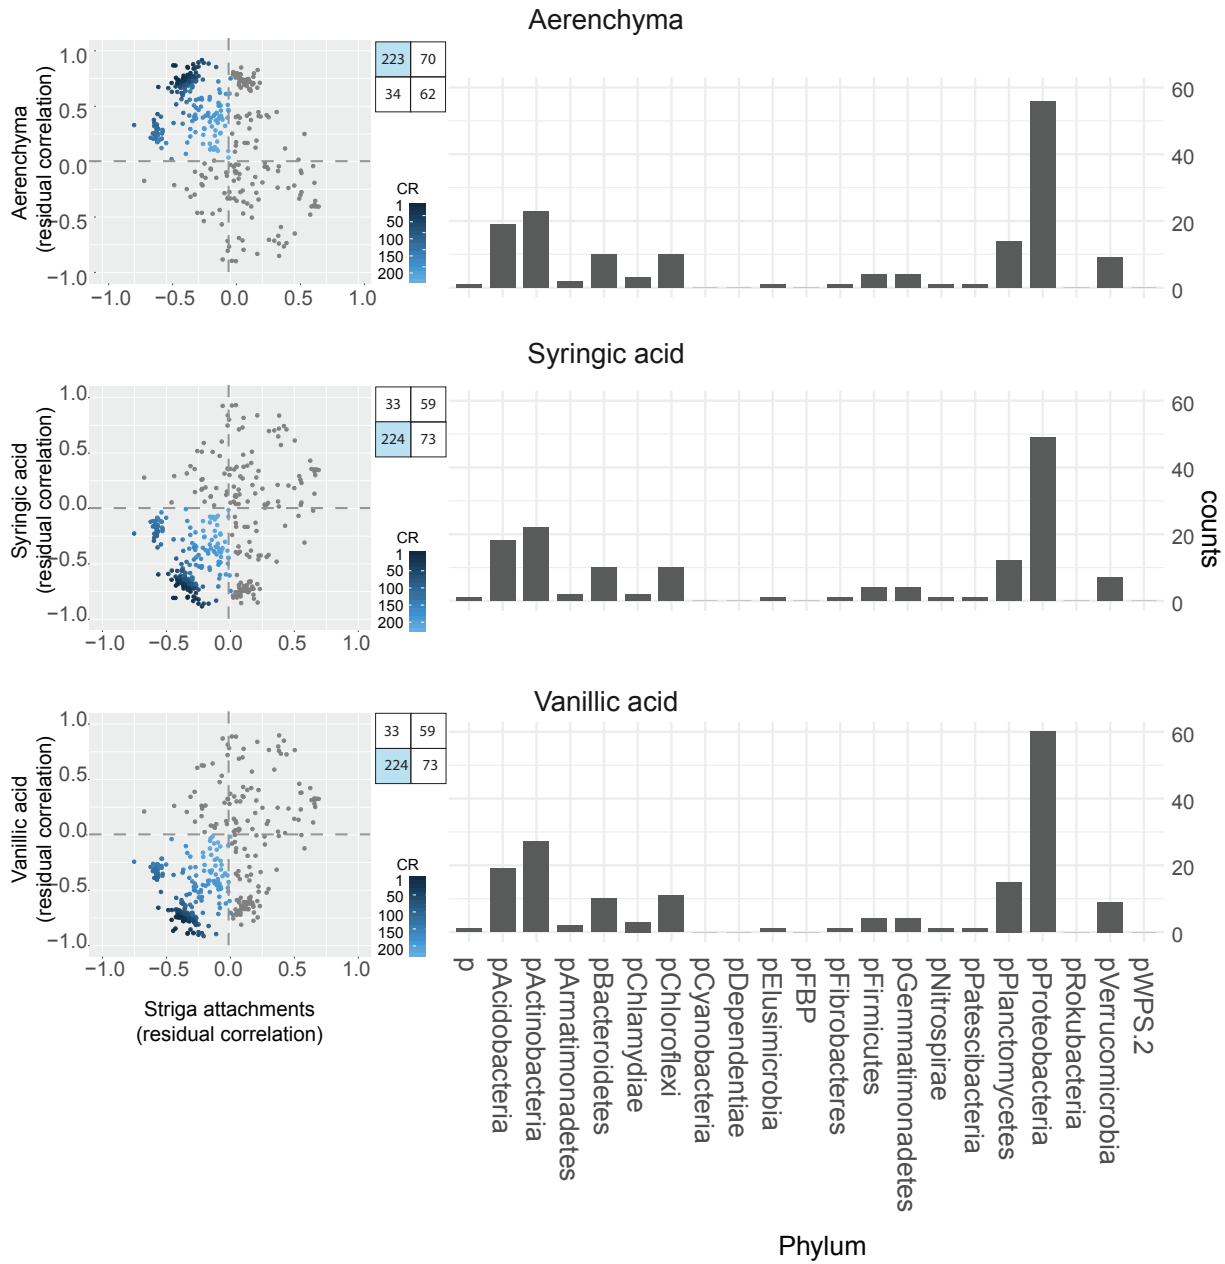 Aerenchyma
Aerenchyma
(residual correlation)
1.0
0.5
0.0
−0.5
−1.0
−1.0 −0.5 0.0 0.5 1.0
223 70
34 62
CR
1
50
100
150
200
60
40
20
0
Syringic acid
Syringic acid
(residual correlation)
1.0
0.5
0.0
−0.5
−1.0
−1.0 −0.5 0.0 0.5 1.0
33 59
224 73
CR
1
50
100
150
200
60
40
20
0
counts
Vanillic acid
Vanillic acid
(residual correlation)
1.0
0.5
0.0
−0.5
−1.0
−1.0 −0.5 0.0 0.5 1.0
33 59
224 73
CR
1
50
100
150
200
60
40
20
0
Striga attachments
(residual correlation)
p
pAcidobacteria
pActinobacteria
pArmatimonadetes
pBacteroidetes
pChlamydiae
pChloroflexi
pCyanobacteria
pDependentiae
pElusimicrobia
pFBP
pFibrobacteres
pFirmicutes
pGemmatimonadetes
pNitrospirae
pPatescibacteria
pPlanctomycetes
pProteobacteria
pRokubacteria
pVerrucomicrobia
pWPS.2
Phylum